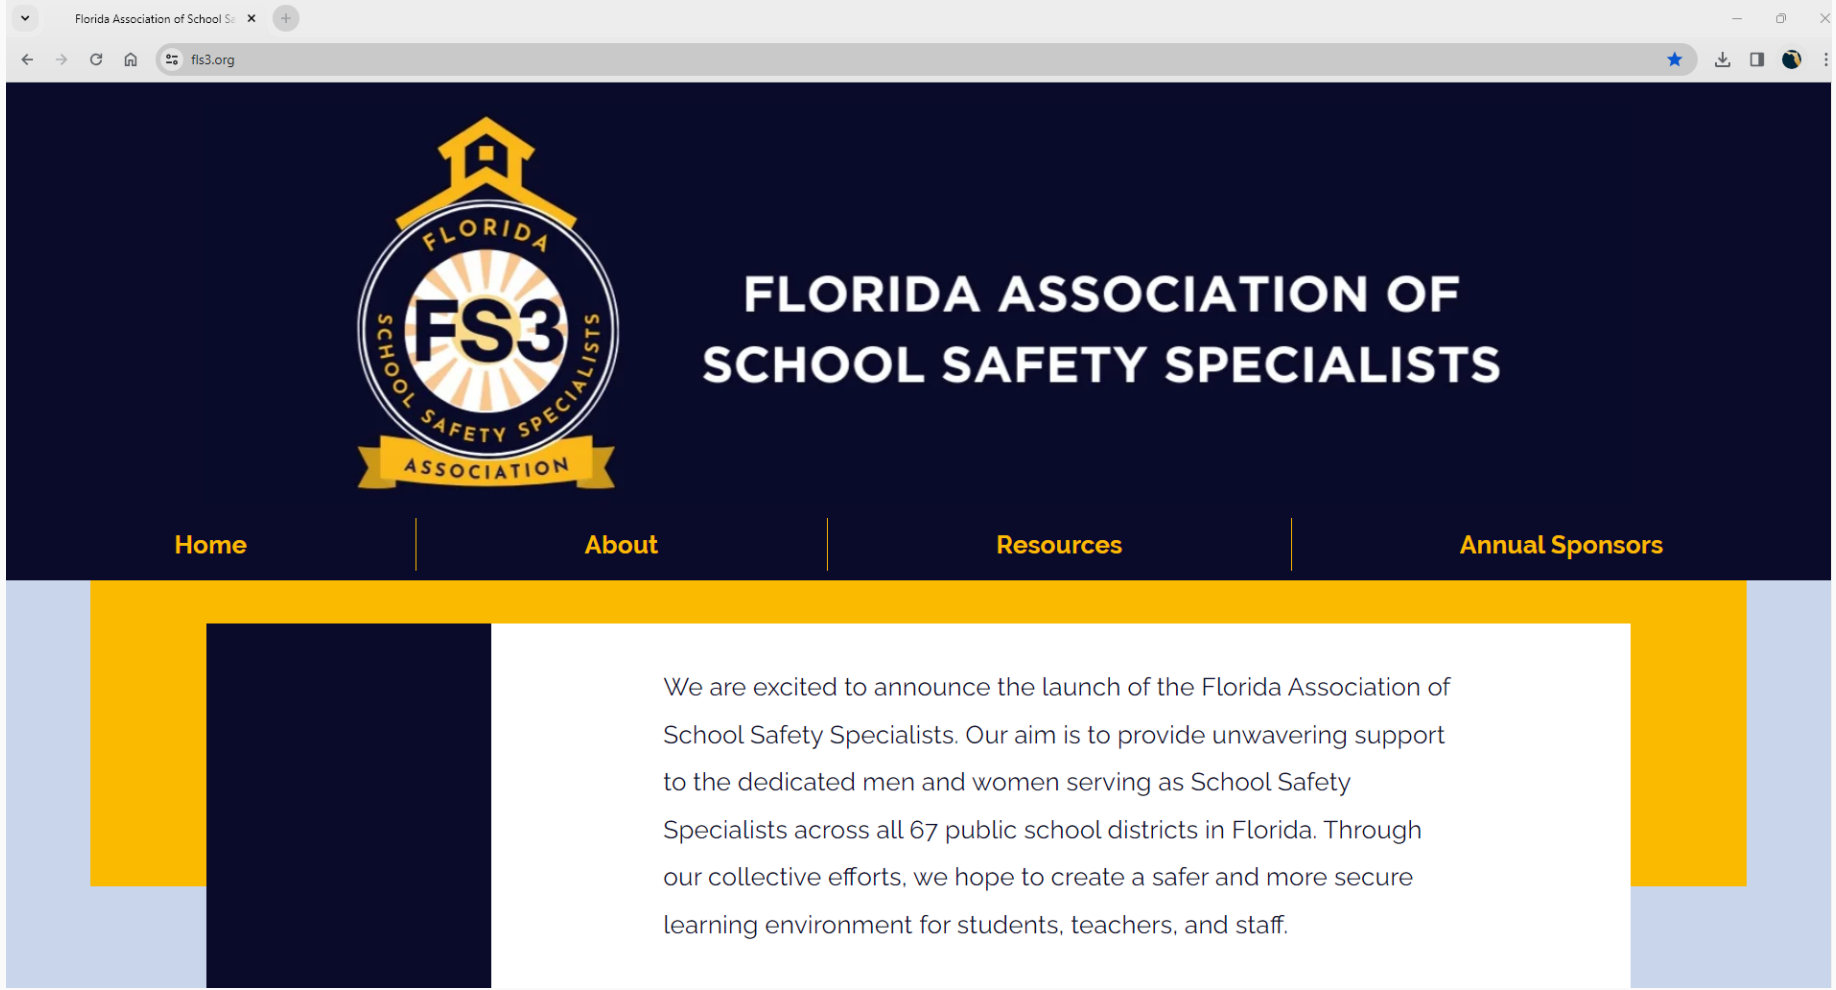 Florida Association of School Sa
fls3.org
FLORIDA
FS3
SCHOOL SAFETY SPECIALISTS
ASSOCIATION
FLORIDA ASSOCIATION OF
SCHOOL SAFETY SPECIALISTS
Home
About
Resources
Annual Sponsors
We are excited to announce the launch of the Florida Association of
School Safety Specialists. Our aim is to provide unwavering support
to the dedicated men and women serving as School Safety
Specialists across all 67 public school districts in Florida. Through
our collective efforts, we hope to create a safer and more secure
learning environment for students, teachers, and staff.